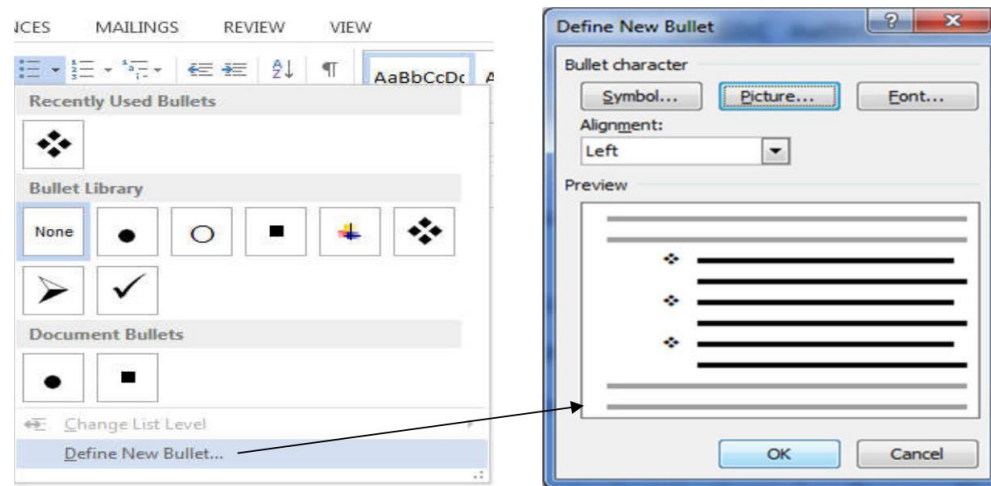 NCES MAILINGS REVIEW VIEW
AaBbCcDc A
Recently Used Bullets
Bullet Library
None
Document Bullets
Change List Level
Define New Bullet...
Define New Bullet
Bullet character
Symbol... Picture... Font...
Alignment:
Left
Preview
OK Cancel